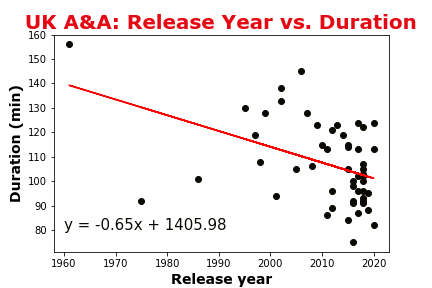 UK A&A: Release Year vs. Duration
160
150
140
130
120
110
100
90
80
Duration (min)
y = -0.65x + 1405.98
1960 1970 1980 1990 2000 2010 2020
Release year